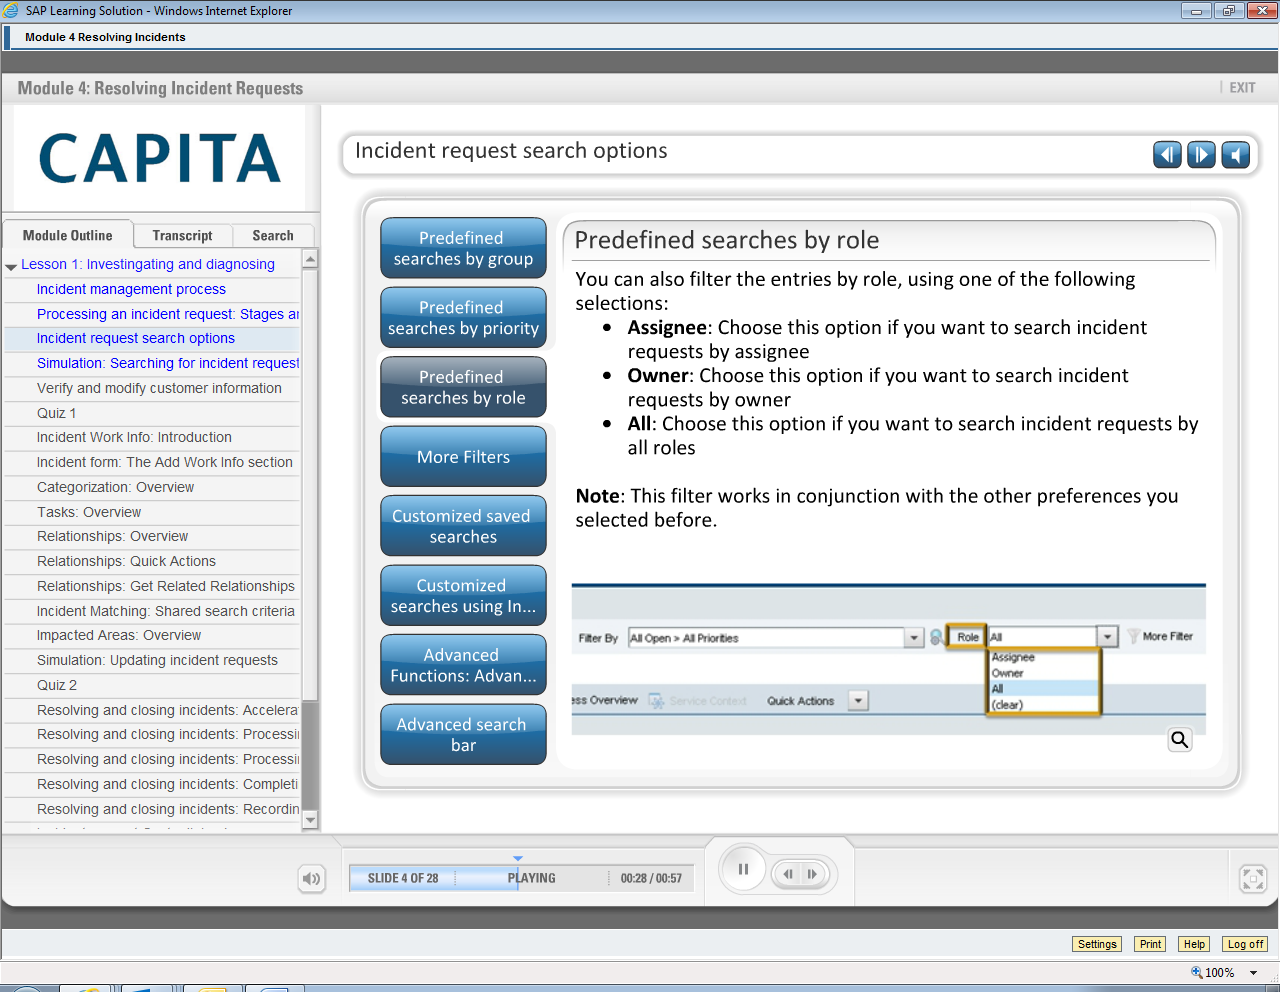 SAP Learning Solution - Windows Internet Explorer
Module 4 Resolving Incidents
Module 4: Resolving Incident Requests
EXIT
CAPITA
Module Outline
Transcript
Search
Lesson 1: Investingating and diagnosing
Incident management process
Processing an incident request: Stages ar
Incident request search options
Simulation: Searching for incident request
Verify and modify customer information
Quiz 1
Incident Work Info: Introduction
Incident form: The Add Work Info section
Categorization: Overview
Tasks: Overview
Relationships: Overview
Relationships: Quick Actions
Relationships: Get Related Relationships
Incident Matching: Shared search criteria
Impacted Areas: Overview
Simulation: Updating incident requests
Quiz 2
Resolving and closing incidents: Accelera
Resolving and closing incidents: Processi
Resolving and closing incidents: Processi
Resolving and closing incidents: Completi
Resolving and closing incidents: Recordin
Incident request search options
Predefined
searches by group
Predefined
searches by priority
Predefined
searches by role
More Filters
Customized saved
searches
Customized
searches using In...
Advanced
Functions: Advan...
Advanced search
bar
Predefined searches by role
You can also filter the entries by role, using one of the following
selections:
• Assignee: Choose this option if you want to search incident
requests by assignee
• Owner: Choose this option if you want to search incident
requests by owner
• All: Choose this option if you want to search incident requests by
all roles
Note: This filter works in conjunction with the other preferences you
selected before.
Filter By All Open > All Priorities Role All More Filter
Assignee
Owner
All
(clear)
ess Overview Service Context Quick Actions
SLIDE 4 OF 28 PLAYING 00:28 / 00:57
Settings Print Help Log off
100%